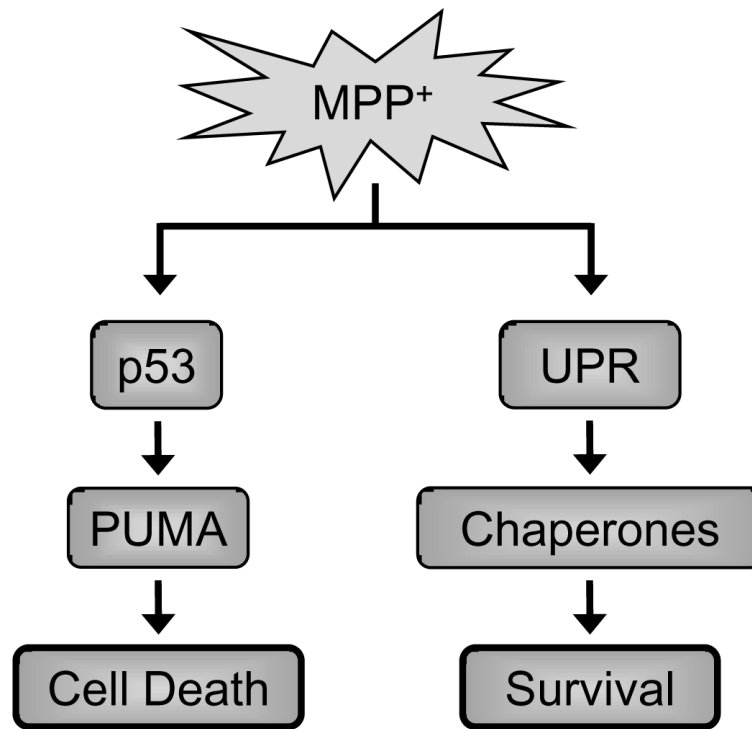 MPP⁺
p53
UPR
PUMA
Chaperones
Cell Death
Survival